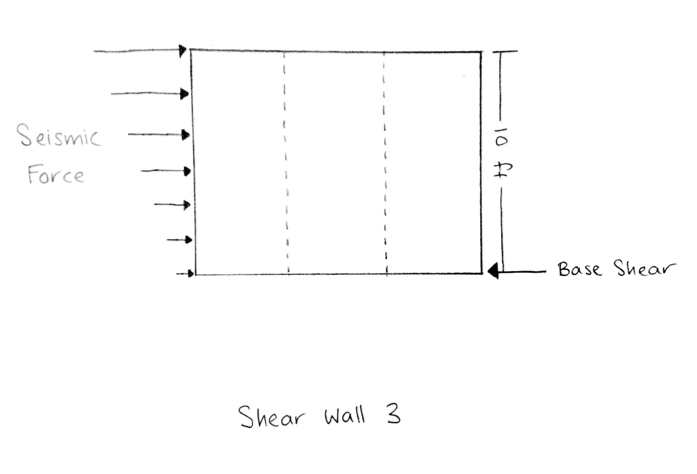 Seismic
Force
10 ft
Base Shear
Shear Wall 3